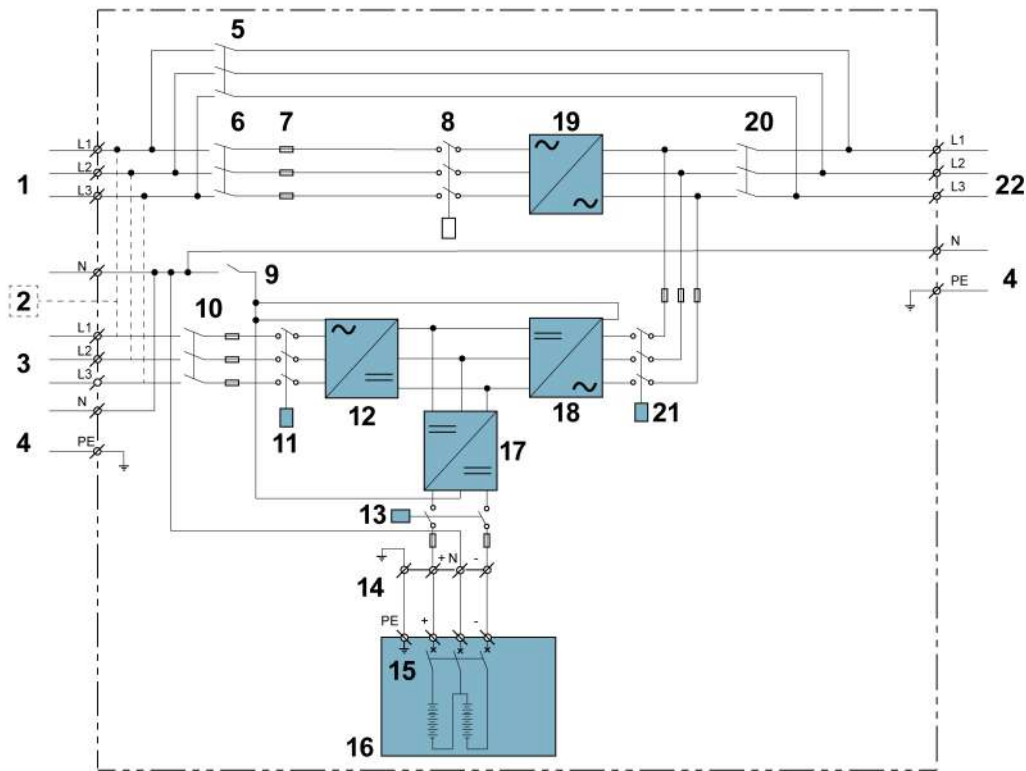 5
6 7 8 19 20
L1 L1
L2 L2
1 L3 L3 22
N
N 9 4
2 10 PE
L1
3 L2
L3
12 18 21
N 11
4 PE 17
13
+ N -
14
PE + -
15
16